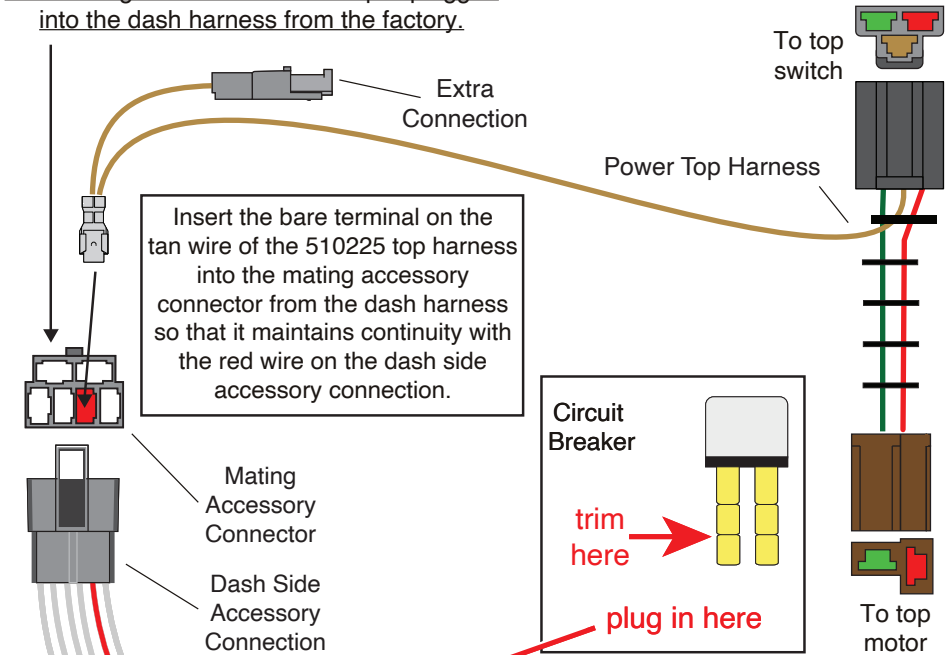 into the dash harness from the factory.
To top
switch
Extra
Connection
Power Top Harness
Insert the bare terminal on the
tan wire of the 510225 top harness
into the mating accessory
connector from the dash harness
so that it maintains continuity with
the red wire on the dash side
accessory connection.
Circuit
Breaker
trim
here
plug in here
Mating
Accessory
Connector
Dash Side
Accessory
Connection
To top
motor